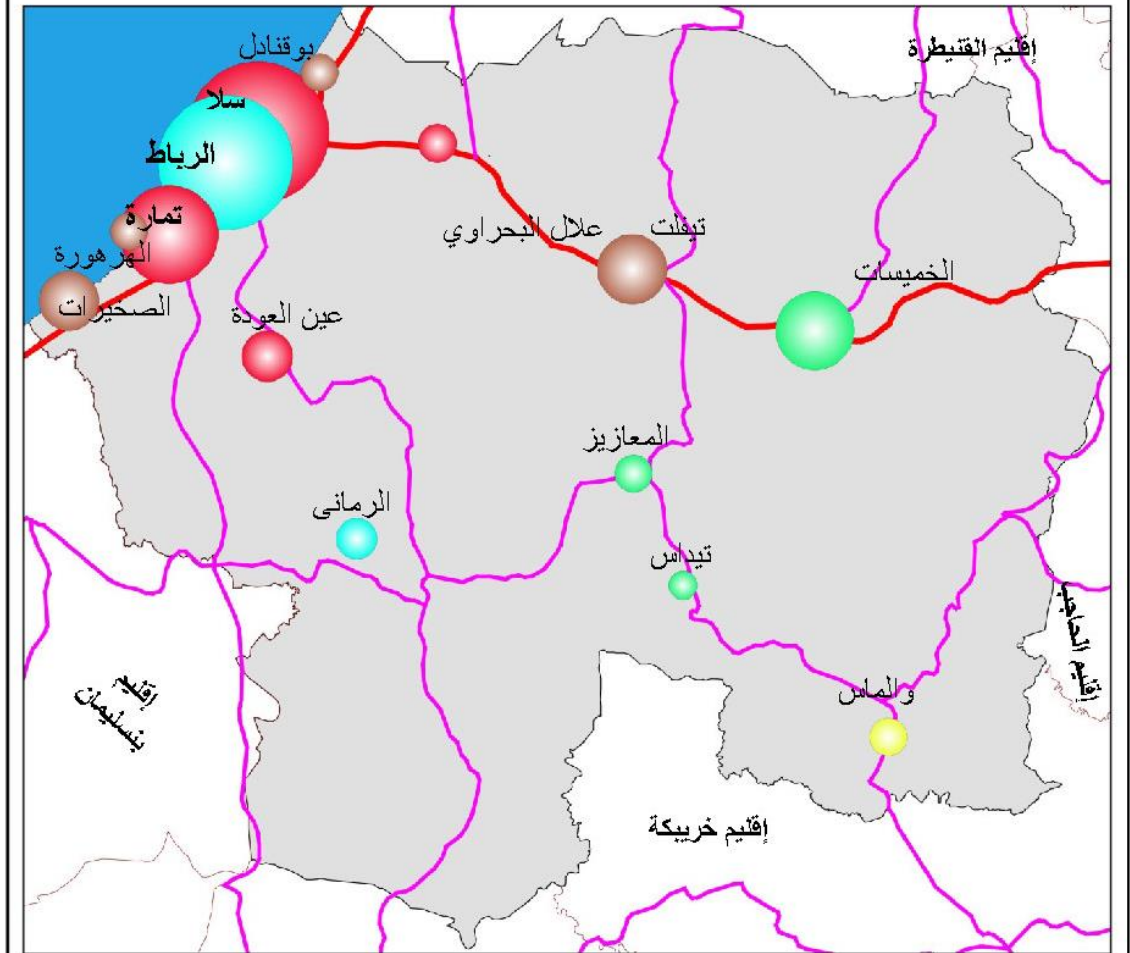 بوقنادل
إقليم القنيطرة
سلا
الرباط
تمارة
علال البحراوي
تيفلت
الهرهورة
الخميسات
الصخيرات
عين العودة
المعازيز
الرمانى
تيداس
إقليم الحاجب
والماس
إقليم
بنسليمان
إقليم خريبكة